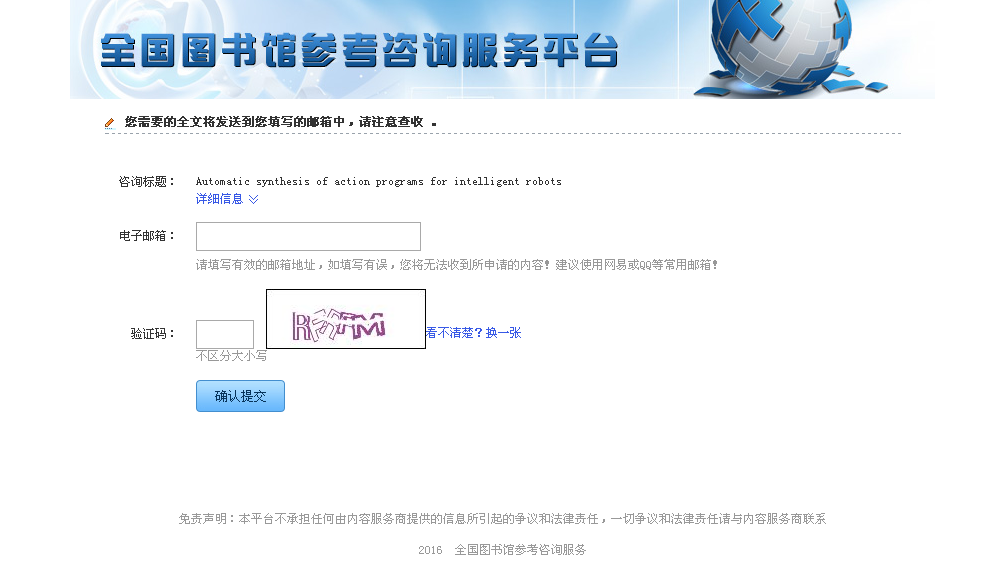 全国图书馆参考咨询服务平台
您需要的全文将发送到您填写的邮箱中，请注意查收 。
咨询标题： Automatic synthesis of action programs for intelligent robots
详细信息
电子邮箱：
请填写有效的邮箱地址，如填写有误，您将无法收到所申请的内容！建议使用网易或QQ等常用邮箱！
验证码： 看不清楚？换一张
不区分大小写
确认提交
免责声明：本平台不承担任何由内容服务商提供的信息所引起的争议和法律责任，一切争议和法律责任请与内容服务商联系
2016 全国图书馆参考咨询服务